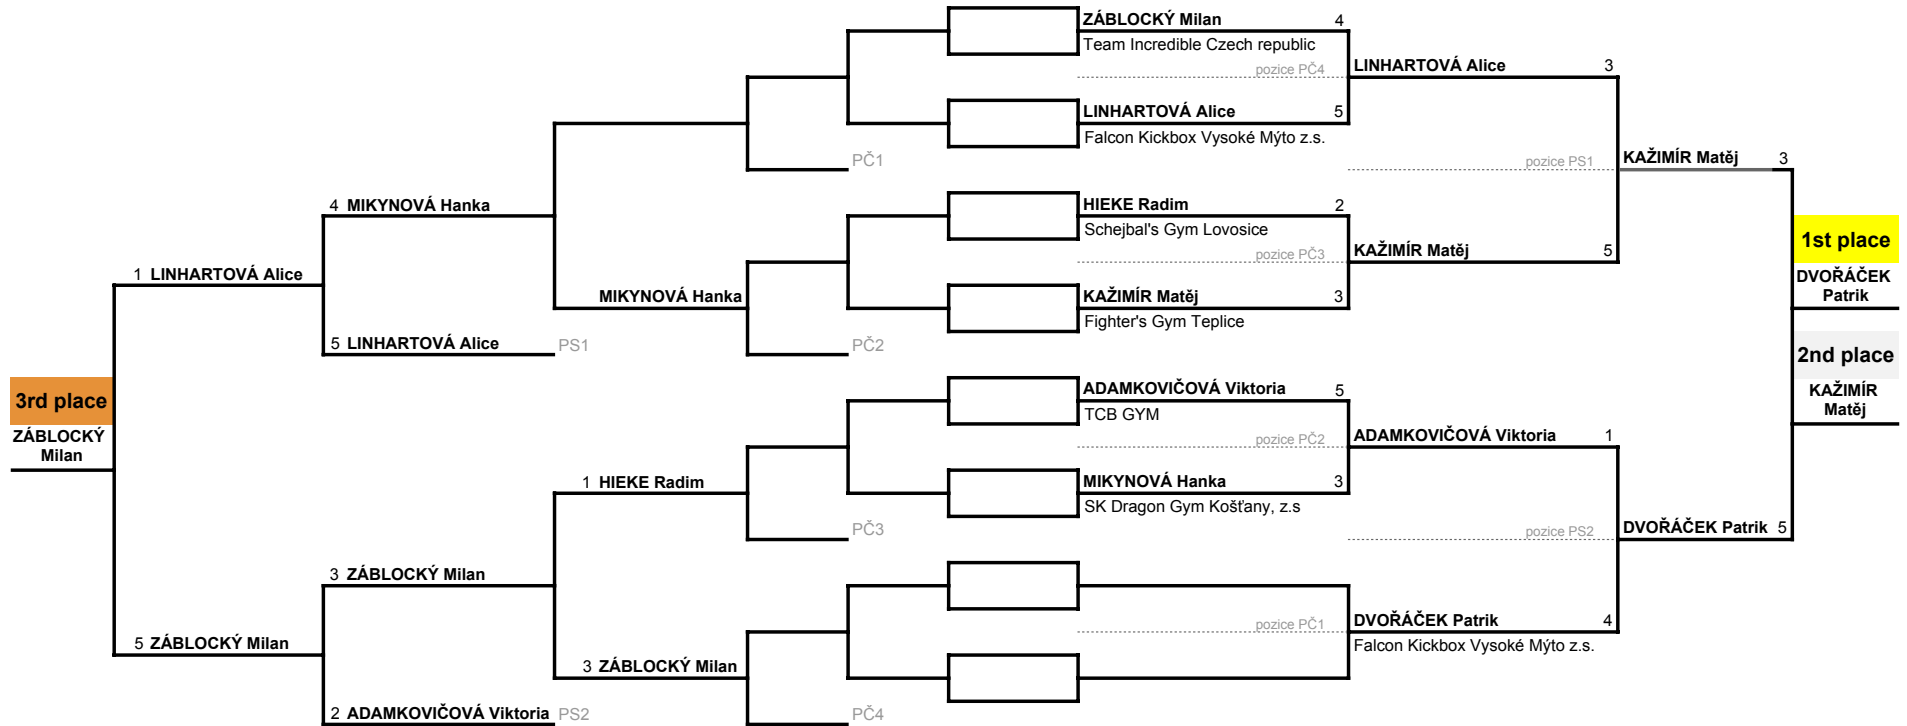 ZÁBLOCKÝ Milan 4
Team Incredible Czech republic
pozice PČ4
LINHARTOVÁ Alice 3
LINHARTOVÁ Alice 5
Falcon Kickbox Vysoké Mýto z.s.
PČ1
pozice PS1
KAŽIMÍR Matěj 3
4 MIKYNOVÁ Hanka
HIEKE Radim 2
Schejbal's Gym Lovosice
pozice PČ3
KAŽIMÍR Matěj 5
1st place
1 LINHARTOVÁ Alice
DVOŘÁČEK
Patrik
MIKYNOVÁ Hanka
KAŽIMÍR Matěj 3
Fighter's Gym Teplice
5 LINHARTOVÁ Alice PS1
PČ2
2nd place
KAŽIMÍR
Matěj
3rd place
ZÁBLOCKÝ
Milan
ADAMKOVIČOVÁ Viktoria 5
TCB GYM
pozice PČ2
ADAMKOVIČOVÁ Viktoria 1
1 HIEKE Radim
MIKYNOVÁ Hanka 3
SK Dragon Gym Košťany, z.s
PČ3
pozice PS2
DVOŘÁČEK Patrik 5
3 ZÁBLOCKÝ Milan
pozice PČ1
DVOŘÁČEK Patrik 4
Falcon Kickbox Vysoké Mýto z.s.
5 ZÁBLOCKÝ Milan
3 ZÁBLOCKÝ Milan
2 ADAMKOVIČOVÁ Viktoria PS2
PČ4